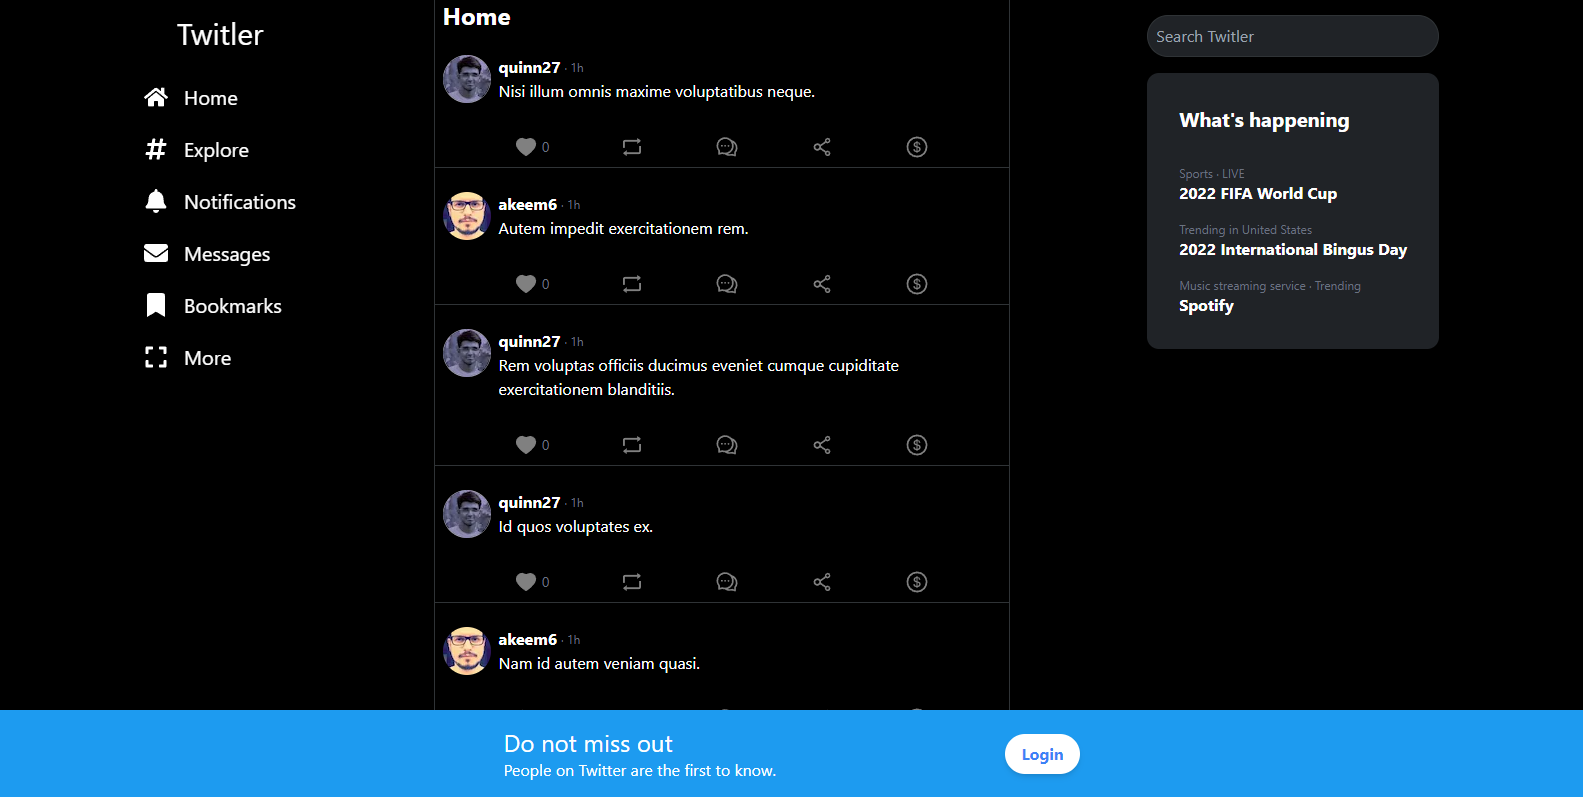 Twitler
Home
Explore
Notifications
Messages
Bookmarks
More
Home
quinn27 · 1h
Nisi illum omnis maxime voluptatibus neque.
0
akeem6 · 1h
Autem impedit exercitationem rem.
0
quinn27 · 1h
Rem voluptas officiis ducimus eveniet cumque cupiditate
exercitationem blanditiis.
0
quinn27 · 1h
Id quos voluptates ex.
0
akeem6 · 1h
Nam id autem veniam quasi.
Search Twitler
What's happening
Sports · LIVE
2022 FIFA World Cup
Trending in United States
2022 International Bingus Day
Music streaming service · Trending
Spotify
Do not miss out
People on Twitter are the first to know.
Login